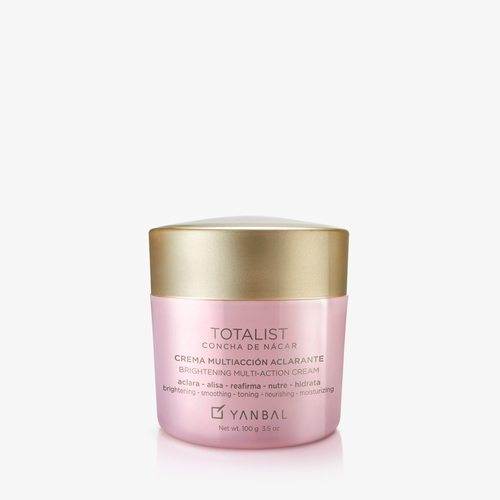 TOTALIST
CONCHA DE NÁCAR
CREMA MULTIACCIÓN ACLARANTE
BRIGHTENING MULTI-ACTION CREAM
aclara - alisa - reafirma - nutre - hidrata
brightening - smoothing - toning - nourishing - moisturizing
YANBAL
Net wt. 100 g 3.5 oz